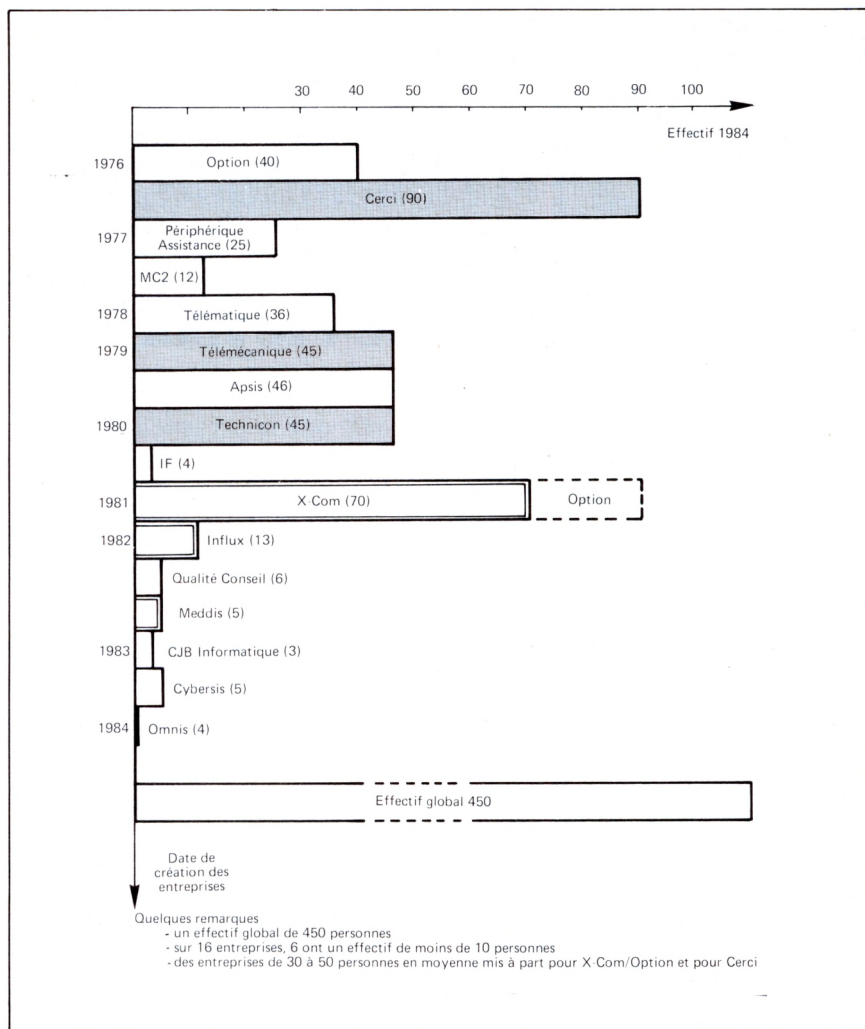 30 40 50 60 70 80 90 100
Effectif 1984
1976
Option (40)
Cerci (90)
1977
Périphérique
Assistance (25)
MC2 (12)
1978
Télématique (36)
1979
Télémécanique (45)
Apsis (46)
1980
Technicon (45)
IF (4)
1981
X-Com (70)
Option
1982
Influx (13)
Qualité Conseil (6)
Meddis (5)
1983
CJB Informatique (3)
Cybersis (5)
1984
Omnis (4)
Effectif global 450
Date de
création des
entreprises
Quelques remarques
- un effectif global de 450 personnes
- sur 16 entreprises, 6 ont un effectif de moins de 10 personnes
- des entreprises de 30 à 50 personnes en moyenne mis à part pour X-Com/Option et pour Cerci